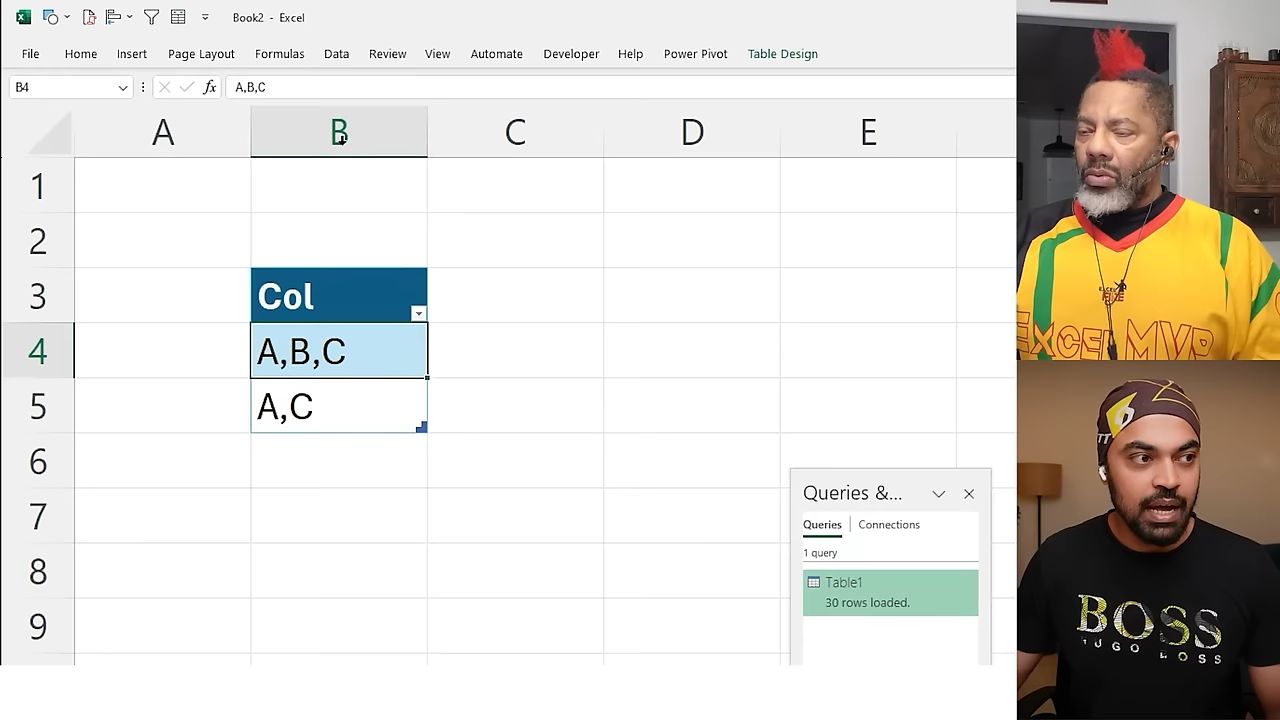 Book2 - Excel
File Home Insert Page Layout Formulas Data Review View Automate Developer Help Power Pivot Table Design
B4 fx A,B,C
A B C D E
1
2
3 Col
4 A,B,C
5 A,C
6
7
8
9
Queries &...
Queries Connections
1 query
Table1
30 rows loaded.
EXCEL MVP
BOSS
HUGO BOSS